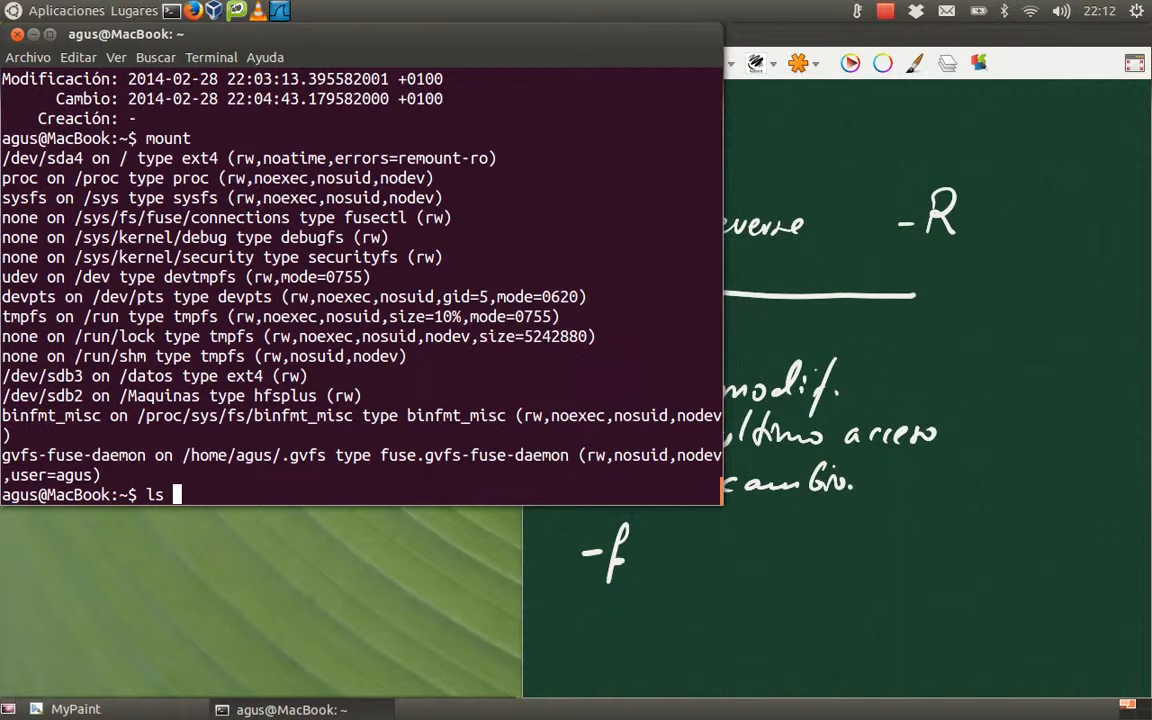 Aplicaciones Lugares
22:12
agus@MacBook: ~
Archivo Editar Ver Buscar Terminal Ayuda
Modificación: 2014-02-28 22:03:13.395582001 +0100
Cambio: 2014-02-28 22:04:43.179582000 +0100
Creación: -
agus@MacBook:~$ mount
/dev/sda4 on / type ext4 (rw,noatime,errors=remount-ro)
proc on /proc type proc (rw,noexec,nosuid,nodev)
sysfs on /sys type sysfs (rw,noexec,nosuid,nodev)
none on /sys/fs/fuse/connections type fusectl (rw)
none on /sys/kernel/debug type debugfs (rw)
none on /sys/kernel/security type securityfs (rw)
udev on /dev type devtmpfs (rw,mode=0755)
devpts on /dev/pts type devpts (rw,noexec,nosuid,gid=5,mode=0620)
tmpfs on /run type tmpfs (rw,noexec,nosuid,size=10%,mode=0755)
none on /run/lock type tmpfs (rw,noexec,nosuid,nodev,size=5242880)
none on /run/shm type tmpfs (rw,nosuid,nodev)
/dev/sdb3 on /datos type ext4 (rw)
/dev/sdb2 on /Maquinas type hfsplus (rw)
binfmt_misc on /proc/sys/fs/binfmt_misc type binfmt_misc (rw,noexec,nosuid,nodev
)
gvfs-fuse-daemon on /home/agus/.gvfs type fuse.gvfs-fuse-daemon (rw,nosuid,nodev
,user=agus)
agus@MacBook:~$ ls
everse -R
modif.
último acceso
cambio.
MyPaint
agus@MacBook: ~